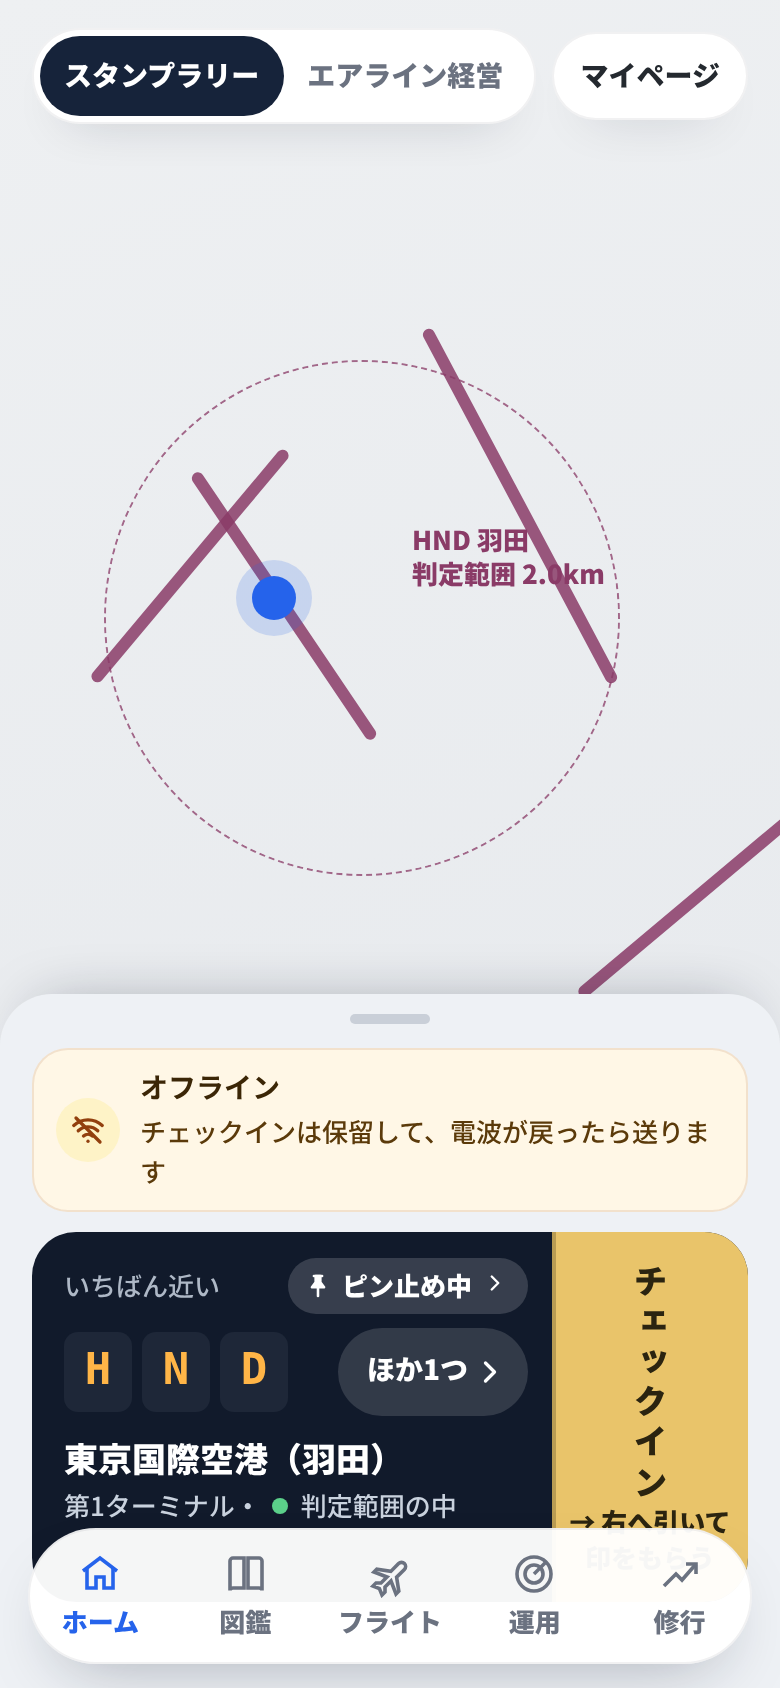 スタンプラリー
エアライン経営
マイページ
HND 羽田
判定範囲 2.0km
オフライン
チェックインは保留して、電波が戻ったら送りま
す
いちばん近い
ピン止め中
HND
ほか1つ
東京国際空港（羽田）
第1ターミナル・ 判定範囲の中
チェックイン
→ 右へ引いて
印をもらう
ホーム
図鑑
フライト
運用
修行